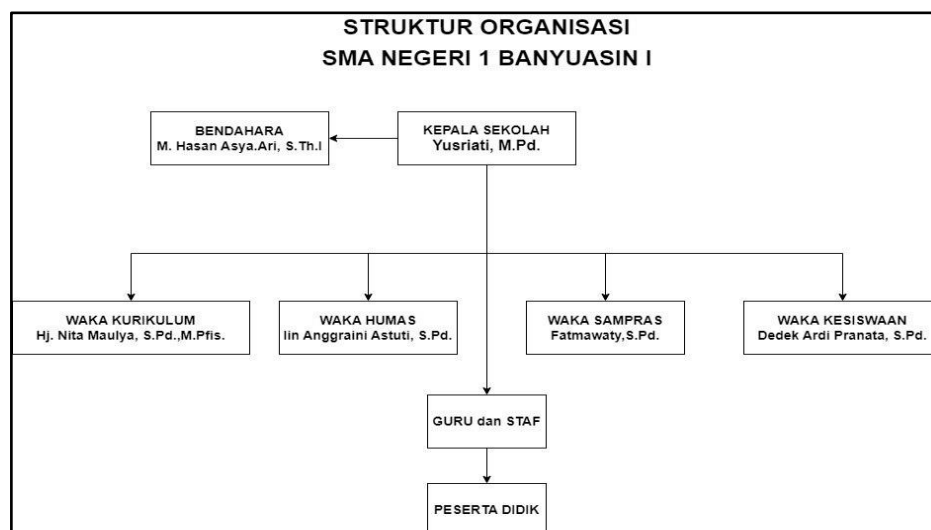 STRUKTUR ORGANISASI
SMA NEGERI 1 BANYUASIN I
BENDAHARA
M. Hasan Asya.Ari, S.Th.I
KEPALA SEKOLAH
Yusriati, M.Pd.
WAKA KURIKULUM
Hj. Nita Maulya, S.Pd.,M.Pfis.
WAKA HUMAS
Iin Anggraini Astuti, S.Pd.
WAKA SAMPRAS
Fatmawaty,S.Pd.
WAKA KESISWAAN
Dedek Ardi Pranata, S.Pd.
GURU dan STAF
PESERTA DIDIK